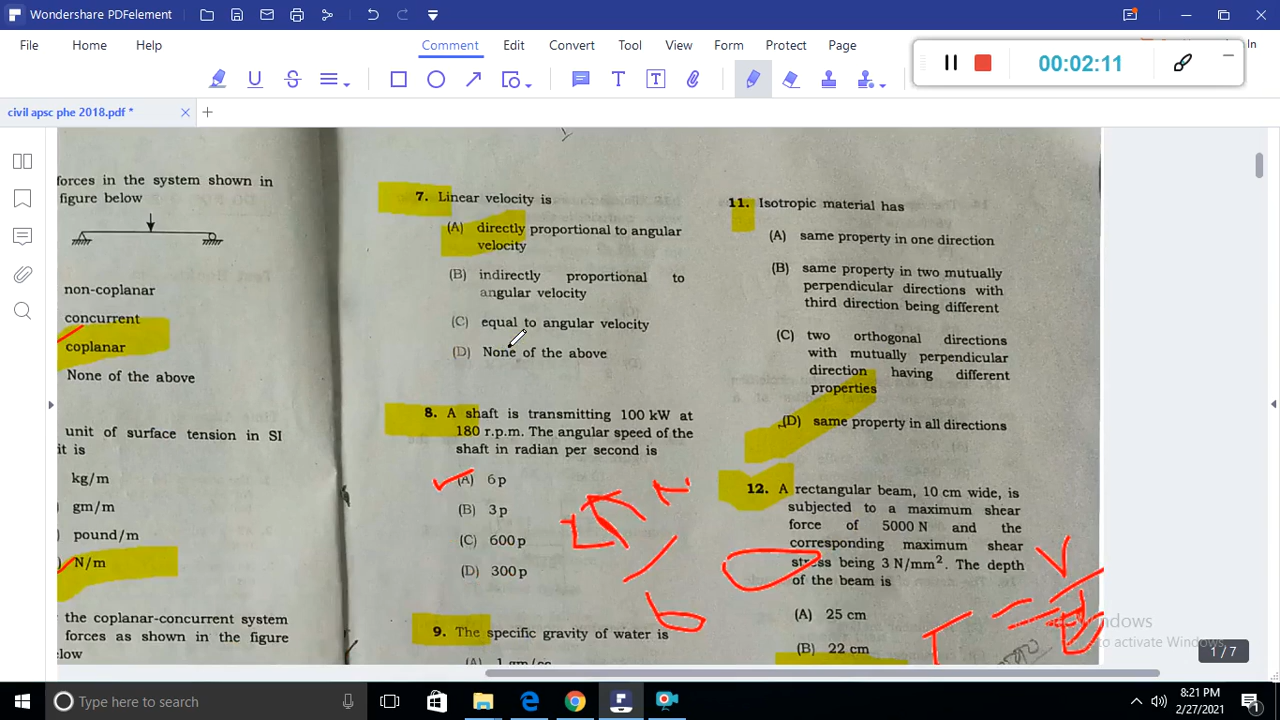 Wondershare PDFelement
File Home Help Comment Edit Convert Tool View Form Protect Page
00:02:11
In
civil apsc phe 2018.pdf *
forces in the system shown in
figure below
non-coplanar
concurrent
coplanar
None of the above
unit of surface tension in SI
it is
kg/m
gm/m
pound/m
N/m
the coplanar-concurrent system
forces as shown in the figure
elow
7. Linear velocity is
(A) directly proportional to angular
velocity
(B) indirectly proportional to
angular velocity
(C) equal to angular velocity
(D) None of the above
8. A shaft is transmitting 100 kW at
180 r.p.m. The angular speed of the
shaft in radian per second is
(A) 6p
(B) 3p
(C) 600p
(D) 300p
9. The specific gravity of water is
(A) 1 gm/cc
11. Isotropic material has
(A) same property in one direction
(B) same property in two mutually
perpendicular directions with
third direction being different
(C) two orthogonal directions
with mutually perpendicular
direction having different
properties
(D) same property in all directions
12. A rectangular beam, 10 cm wide, is
subjected to a maximum shear
force of 5000 N and the
corresponding maximum shear
stress being 3 N/mm². The depth
of the beam is
(A) 25 cm
(B) 22 cm
1 / 7
Type here to search
8:21 PM
2/27/2021